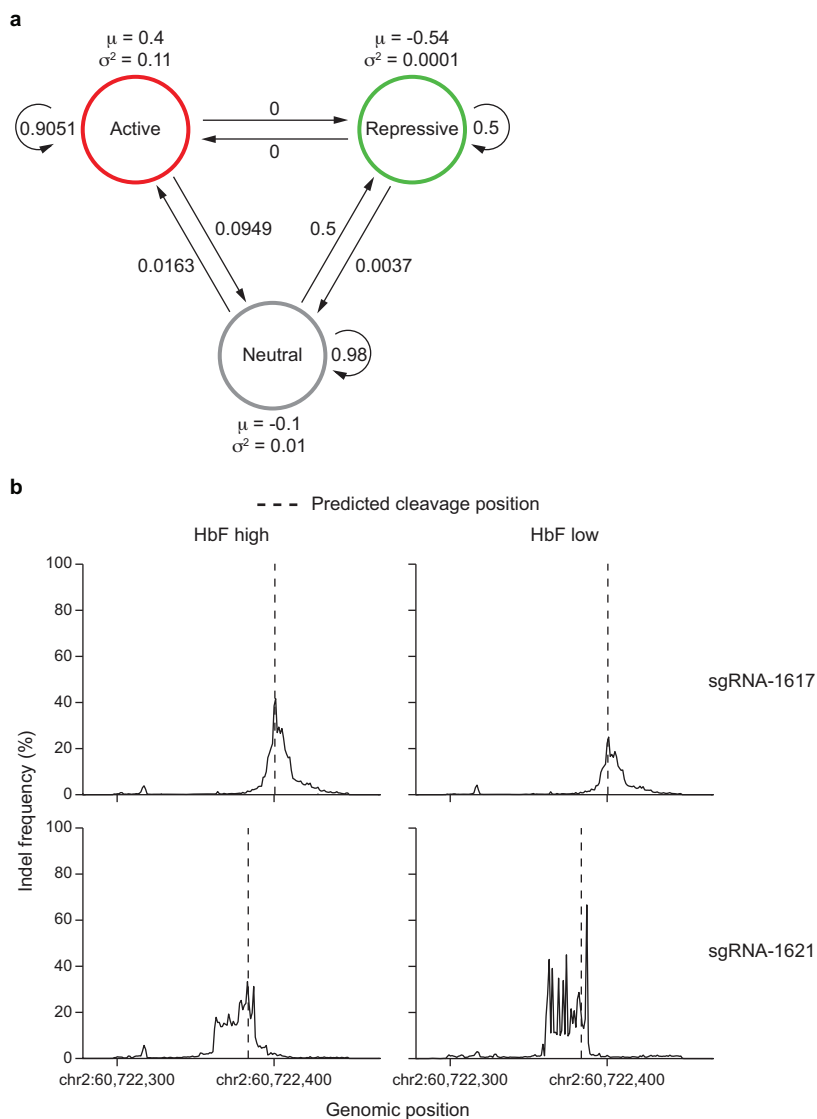 a
μ = 0.4
σ² = 0.11
μ = -0.54
σ² = 0.0001
0.9051
Active
0
0
Repressive
0.5
0.0949
0.0163
0.5
0.0037
Neutral
0.98
μ = -0.1
σ² = 0.01
b
Predicted cleavage position
HbF high
HbF low
100
80
60
40
20
0
sgRNA-1617
Indel frequency (%)
100
80
60
40
20
0
sgRNA-1621
chr2:60,722,300
chr2:60,722,400
chr2:60,722,300
chr2:60,722,400
Genomic position